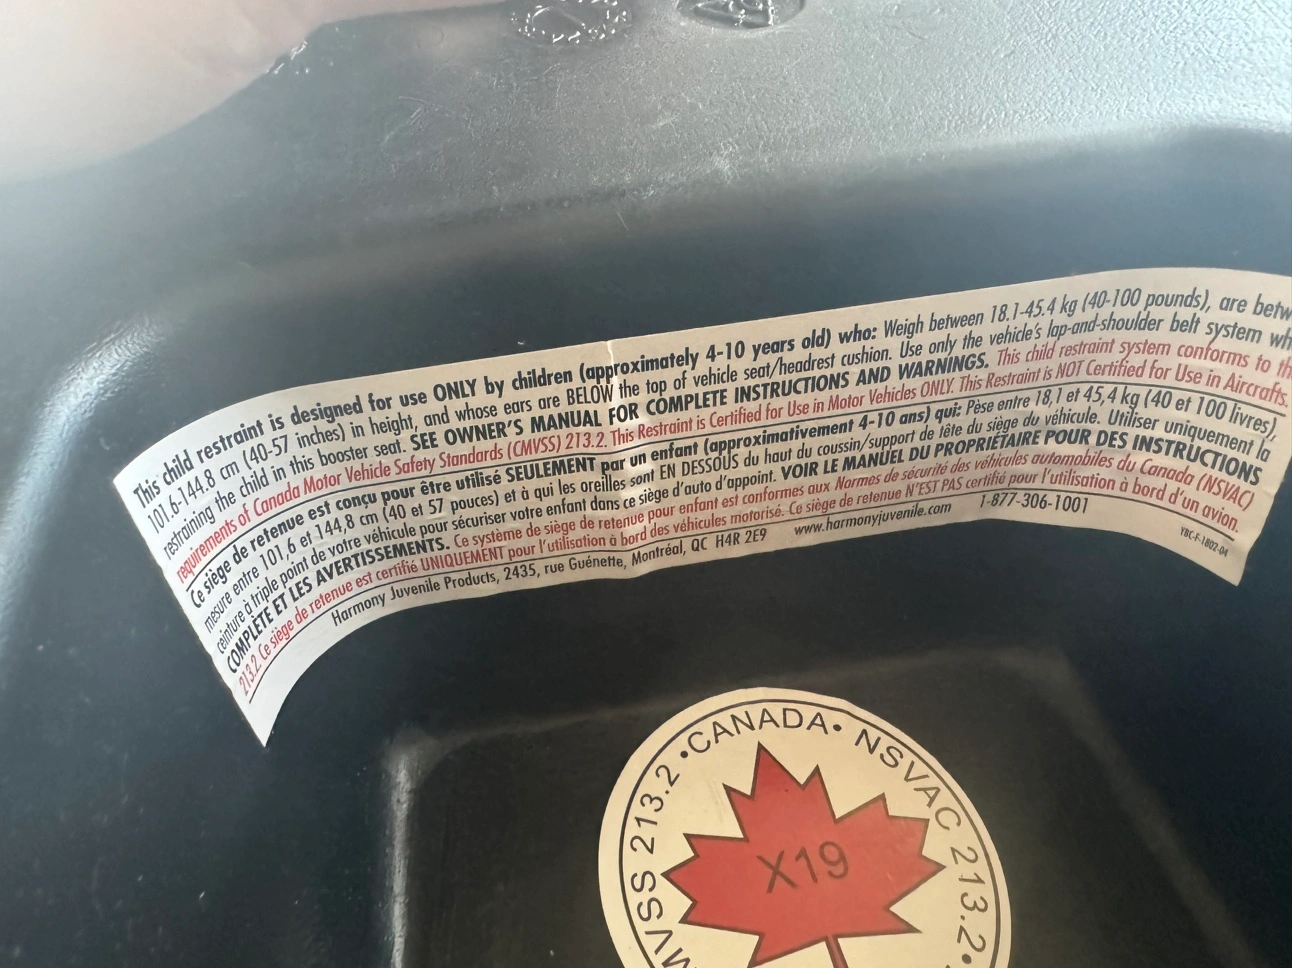 This child restraint is designed for use ONLY by children (approximately 4-10 years old) who: Weigh between 18.1-45.4 kg (40-100 pounds), are
101.6-144.8 cm (40-57 inches) in height, and whose ears are BELOW the top of vehicle seat/headrest cushion. Use only the vehicle's lap-and-shoulder belt system
restraining the child in this booster seat. SEE OWNER'S MANUAL FOR COMPLETE INSTRUCTIONS AND WARNINGS. This child restraint system conforms to
requirements of Canada Motor Vehicle Safety Standards (CMVSS) 213.2. This Restraint is Certified for Use in Motor Vehicles ONLY. This Restraint is NOT Certified for Use in Aircrafts.
Ce siège de retenue est conçu pour être utilisé SEULEMENT par un enfant (approximativement 4-10 ans) qui: Pèse entre 18,1 et 45,4 kg (40 et 100 livres),
mesure entre 101,6 et 144,8 cm (40 et 57 pouces) et à qui les oreilles sont EN DESSOUS du haut du coussin/support de tête du siège du véhicule. Utiliser uniquement la
ceinture à triple point de votre véhicule pour sécuriser votre enfant dans ce siège d'auto d'appoint. VOIR LE MANUEL DU PROPRIÉTAIRE POUR DES INSTRUCTIONS
COMPLÈTE ET LES AVERTISSEMENTS. Ce système de siège de retenue pour enfant est conformes aux Normes de sécurité des véhicules automobiles du Canada (NSVAC)
213.2. Ce siège de retenue est certifié UNIQUEMENT pour l'utilisation à bord des véhicules motorisé. Ce siège de retenue N'EST PAS certifié pour l'utilisation à bord d'un avion.
Harmony Juvenile Products, 2435, rue Guénette, Montréal, QC H4R 2E9 www.harmonyjuvenile.com 1-877-306-1001
YBC-F-1802-04
MVSS 213.2 • CANADA • NSVAC 213.2 •
X19